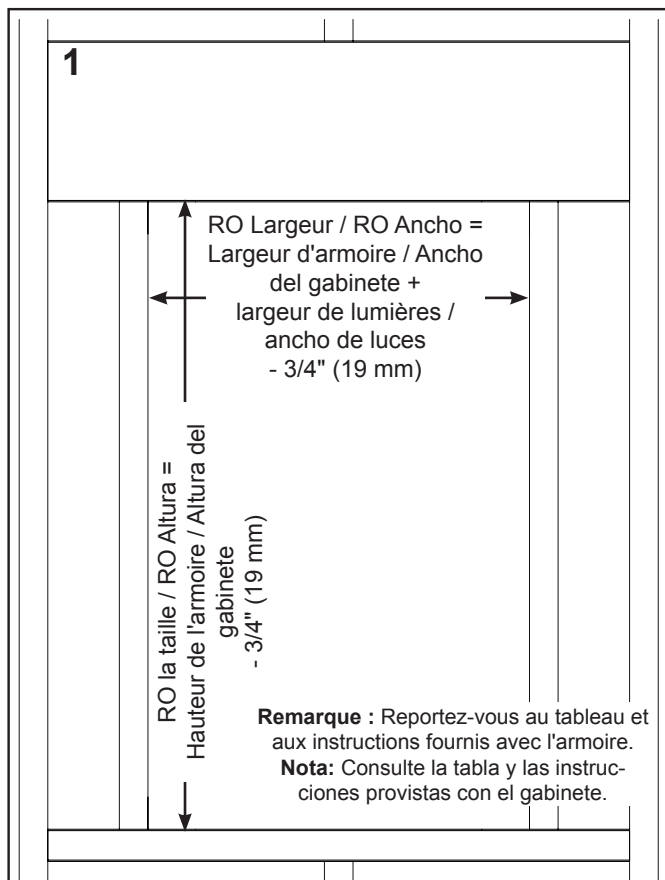 1
RO Largeur / RO Ancho =
Largeur d'armoire / Ancho
del gabinete +
largeur de lumières /
ancho de luces
- 3/4" (19 mm)
RO la taille / RO Altura =
Hauteur de l'armoire / Altura del
gabinete
- 3/4" (19 mm)
Remarque : Reportez-vous au tableau et
aux instructions fournis avec l'armoire.
Nota: Consulte la tabla y las instruc-
ciones provistas con el gabinete.